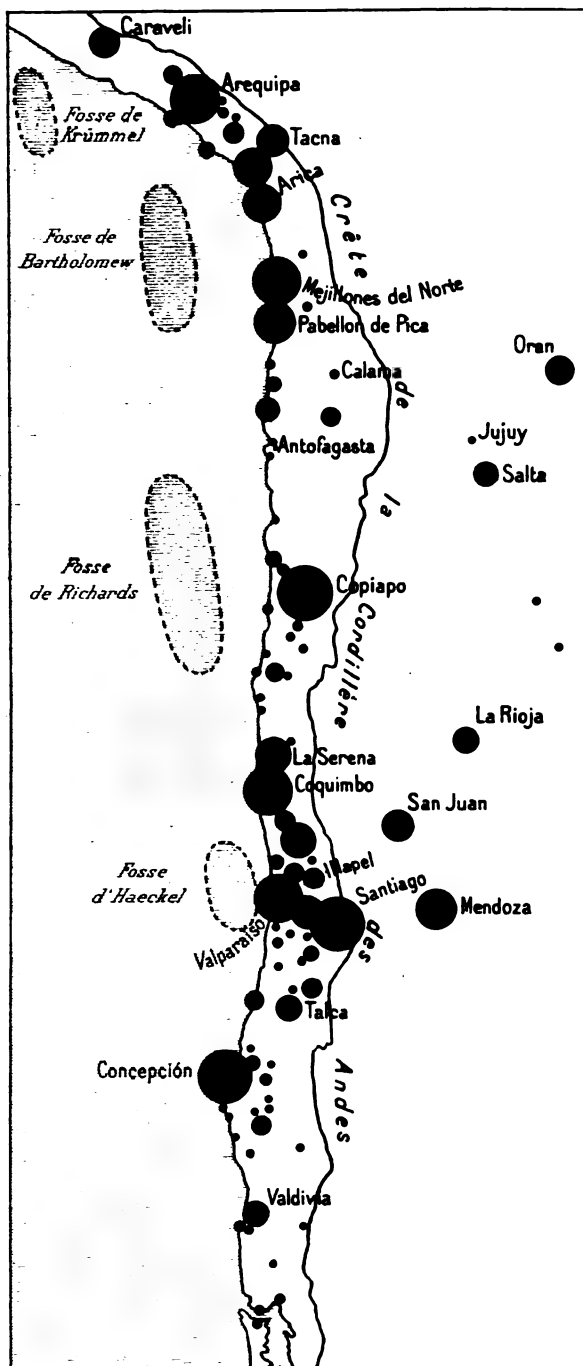 Caraveli
Arequipa
Fosse de
Krümmel
Tacna
Arica
Fosse de
Bartholomew
Mejillones del Norte
Pabellon de Pica
Oran
Calama
Jujuy
Antofagasta
Salta
Fosse
de Richards
Copiapo
La Rioja
La Serena
Coquimbo
San Juan
Fosse
d'Haeckel
Illapel
Santiago
Mendoza
Valparaiso
Talca
Concepción
Valdivia
Crête de la Cordillère des Andes